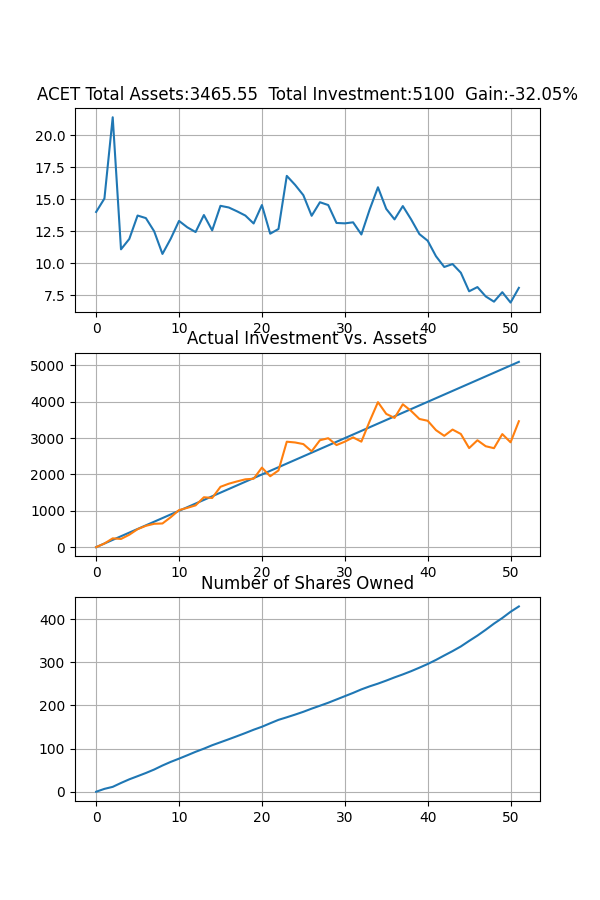 ACET Total Assets:3465.55  Total Investment:5100  Gain:-32.05%
20.0
17.5
15.0
12.5
10.0
7.5
0 10 20 30 40 50
Actual Investment vs. Assets
5000
4000
3000
2000
1000
0
0 10 20 30 40 50
Number of Shares Owned
400
300
200
100
0
0 10 20 30 40 50